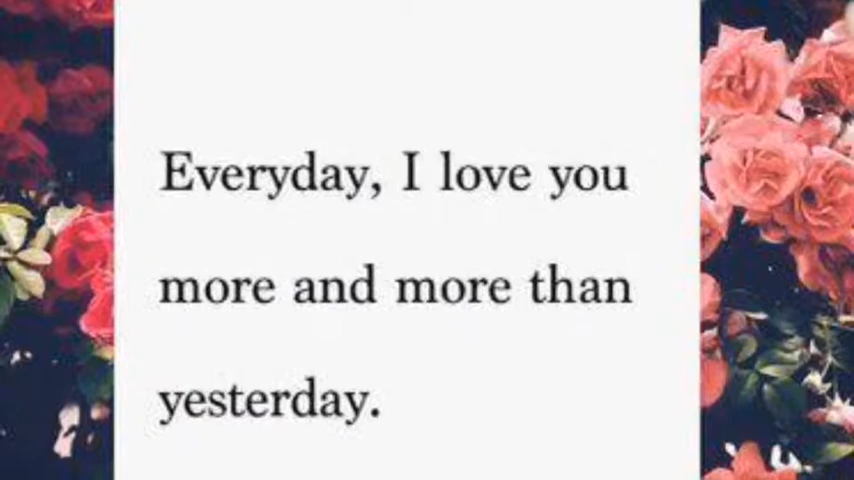 Everyday, I love you
more and more than
yesterday.